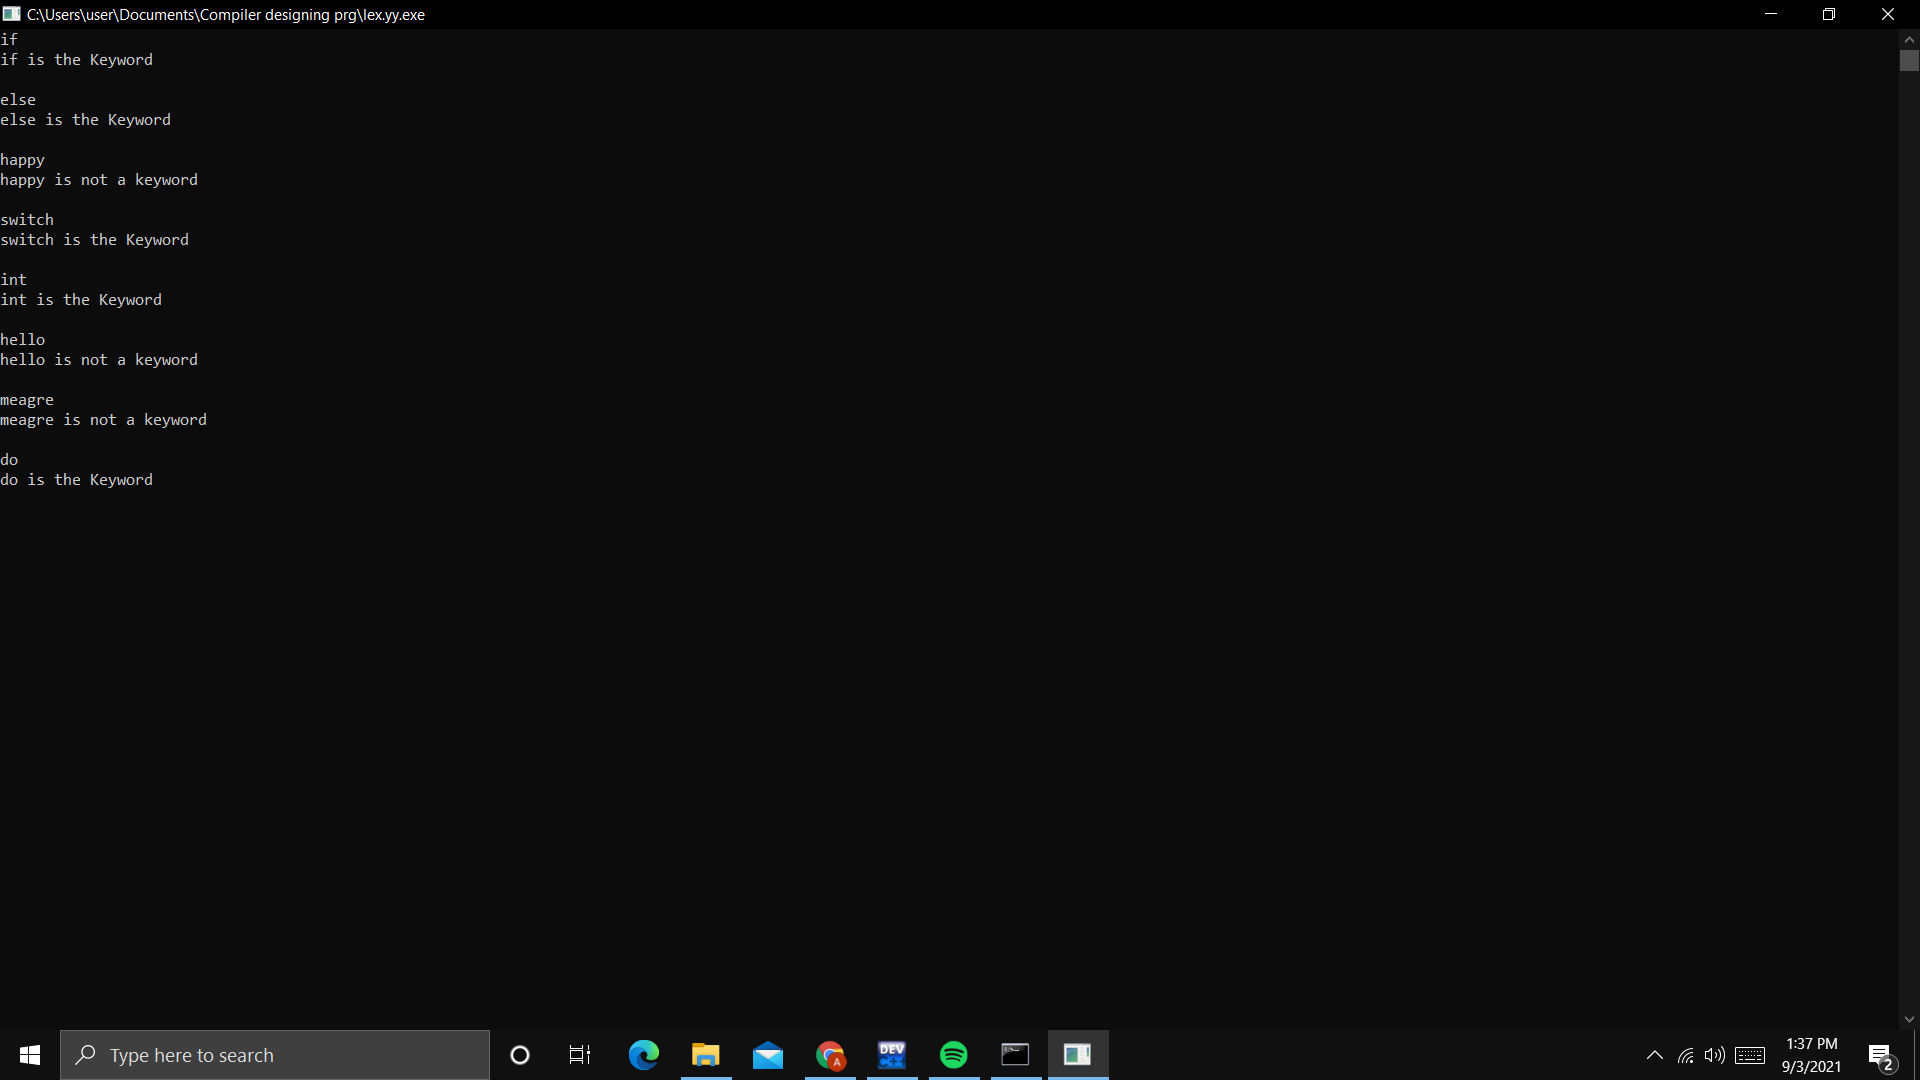 C:\Users\user\Documents\Compiler designing prg\lex.yy.exe
if
if is the Keyword
else
else is the Keyword
happy
happy is not a keyword
switch
switch is the Keyword
int
int is the Keyword
hello
hello is not a keyword
meagre
meagre is not a keyword
do
do is the Keyword
Type here to search
A
DEV
C++
1:37 PM
9/3/2021
2